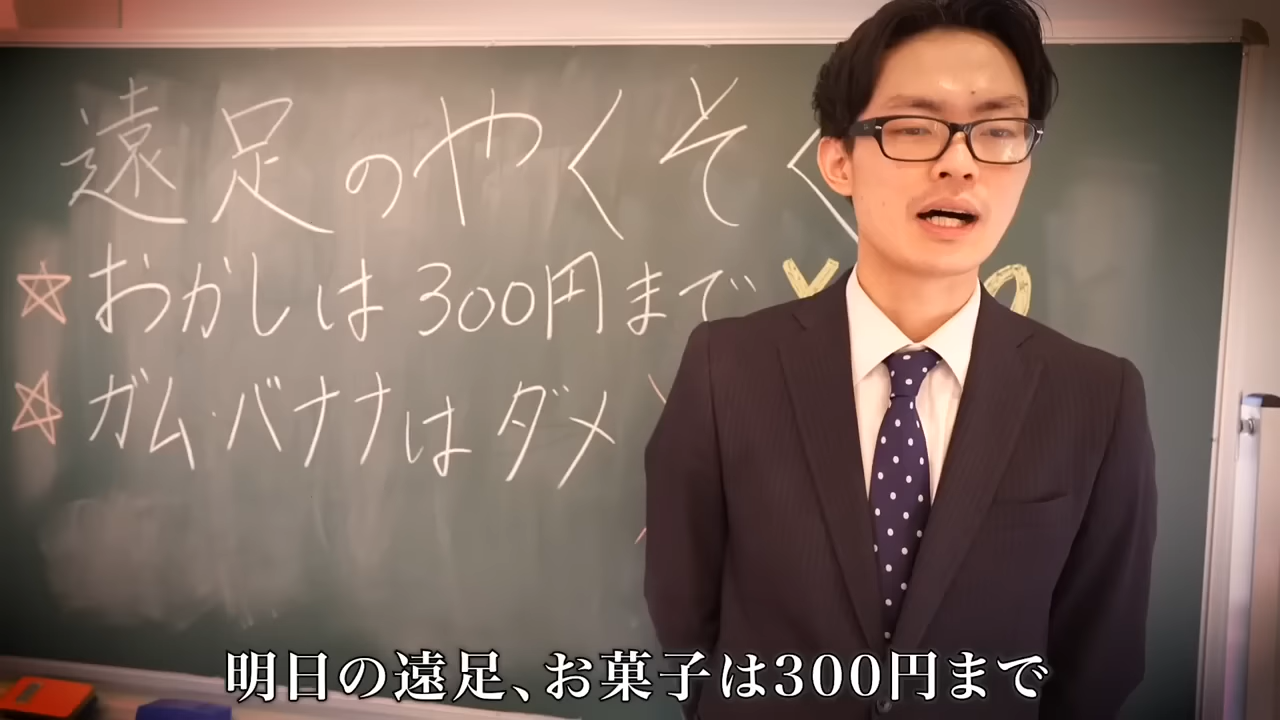 遠足のやくそく
☆おかしは300円まで
☆ガム・バナナはダメ
明日の遠足、お菓子は300円まで